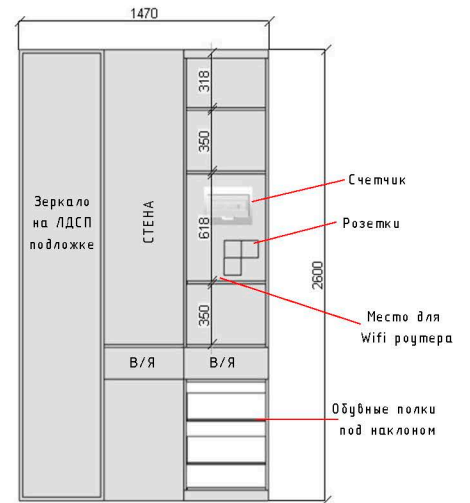 1470
318
350
Счетчик
Зеркало
на ЛДСП
подложке
СТЕНА
618
Розетки
2600
350
Место для
Wifi роутера
В/Я
В/Я
Обувные полки
под наклоном